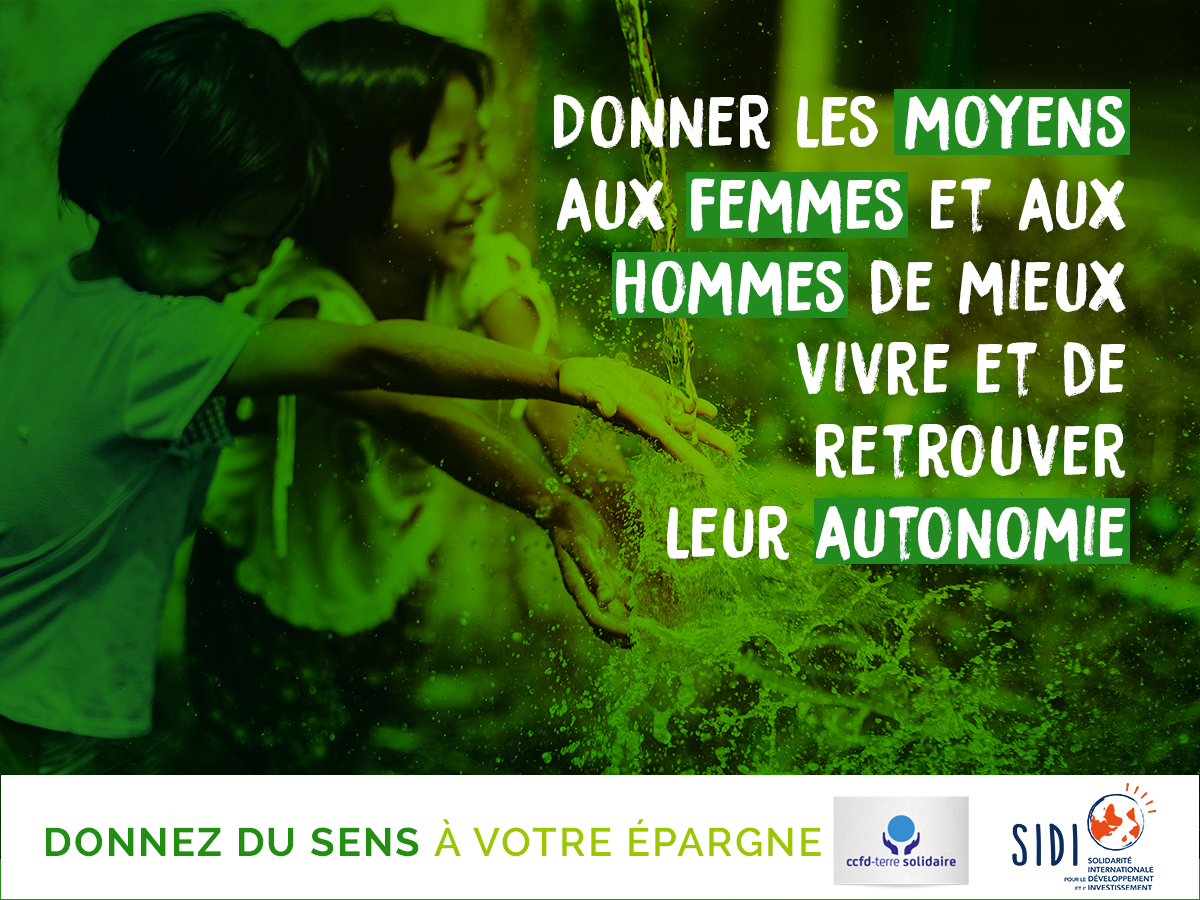 DONNER LES MOYENS
AUX FEMMES ET AUX
HOMMES DE MIEUX
VIVRE ET DE
RETROUVER
LEUR AUTONOMIE
DONNEZ DU SENS À VOTRE ÉPARGNE
ccfd-terre solidaire
SIDI
SOLIDARITÉ
INTERNATIONALE
POUR LE DÉVELOPPEMENT
ET L'INVESTISSEMENT